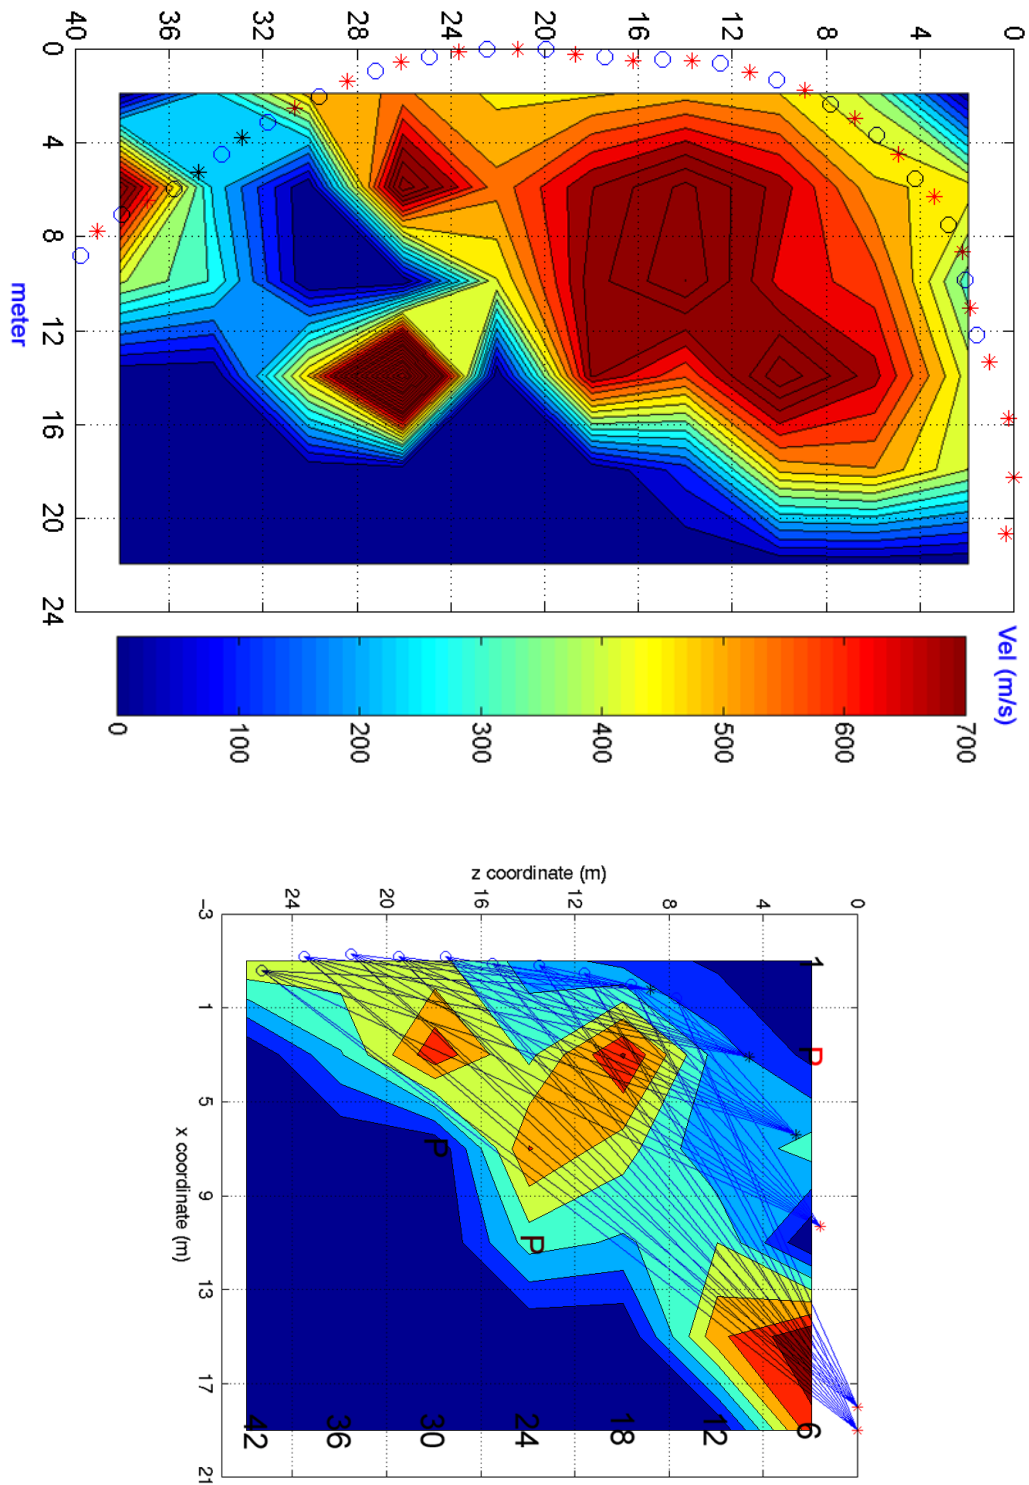 40 36 32 28 24 20 16 12 8 4 0
0
4
8
12
16
20
24
meter
Vel (m/s)
0 100 200 300 400 500 600 700
z coordinate (m)
24 20 16 12 8 4 0
-3
1
5
9
13
17
21
x coordinate (m)
1
P
P
P
42 36 30 24 18 12 6